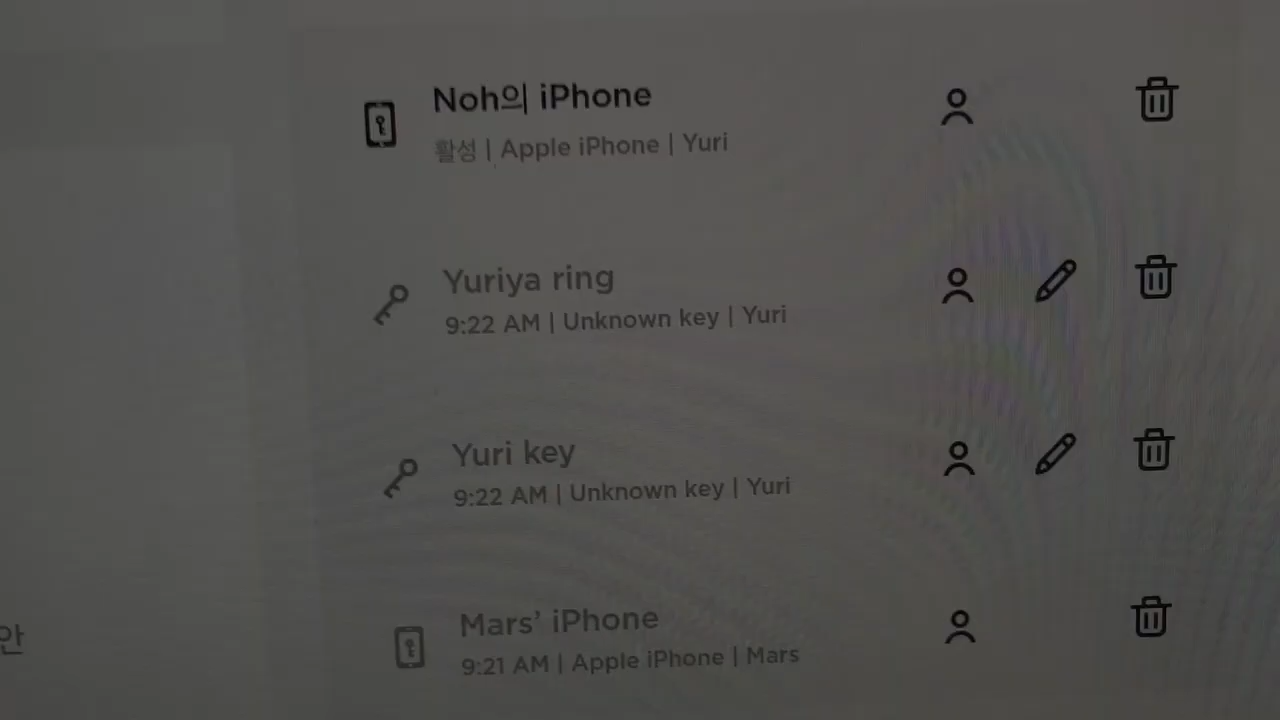 Noh의 iPhone
활성 | Apple iPhone | Yuri
Yuriya ring
9:22 AM | Unknown key | Yuri
Yuri key
9:22 AM | Unknown key | Yuri
Mars’ iPhone
9:21 AM | Apple iPhone | Mars
안